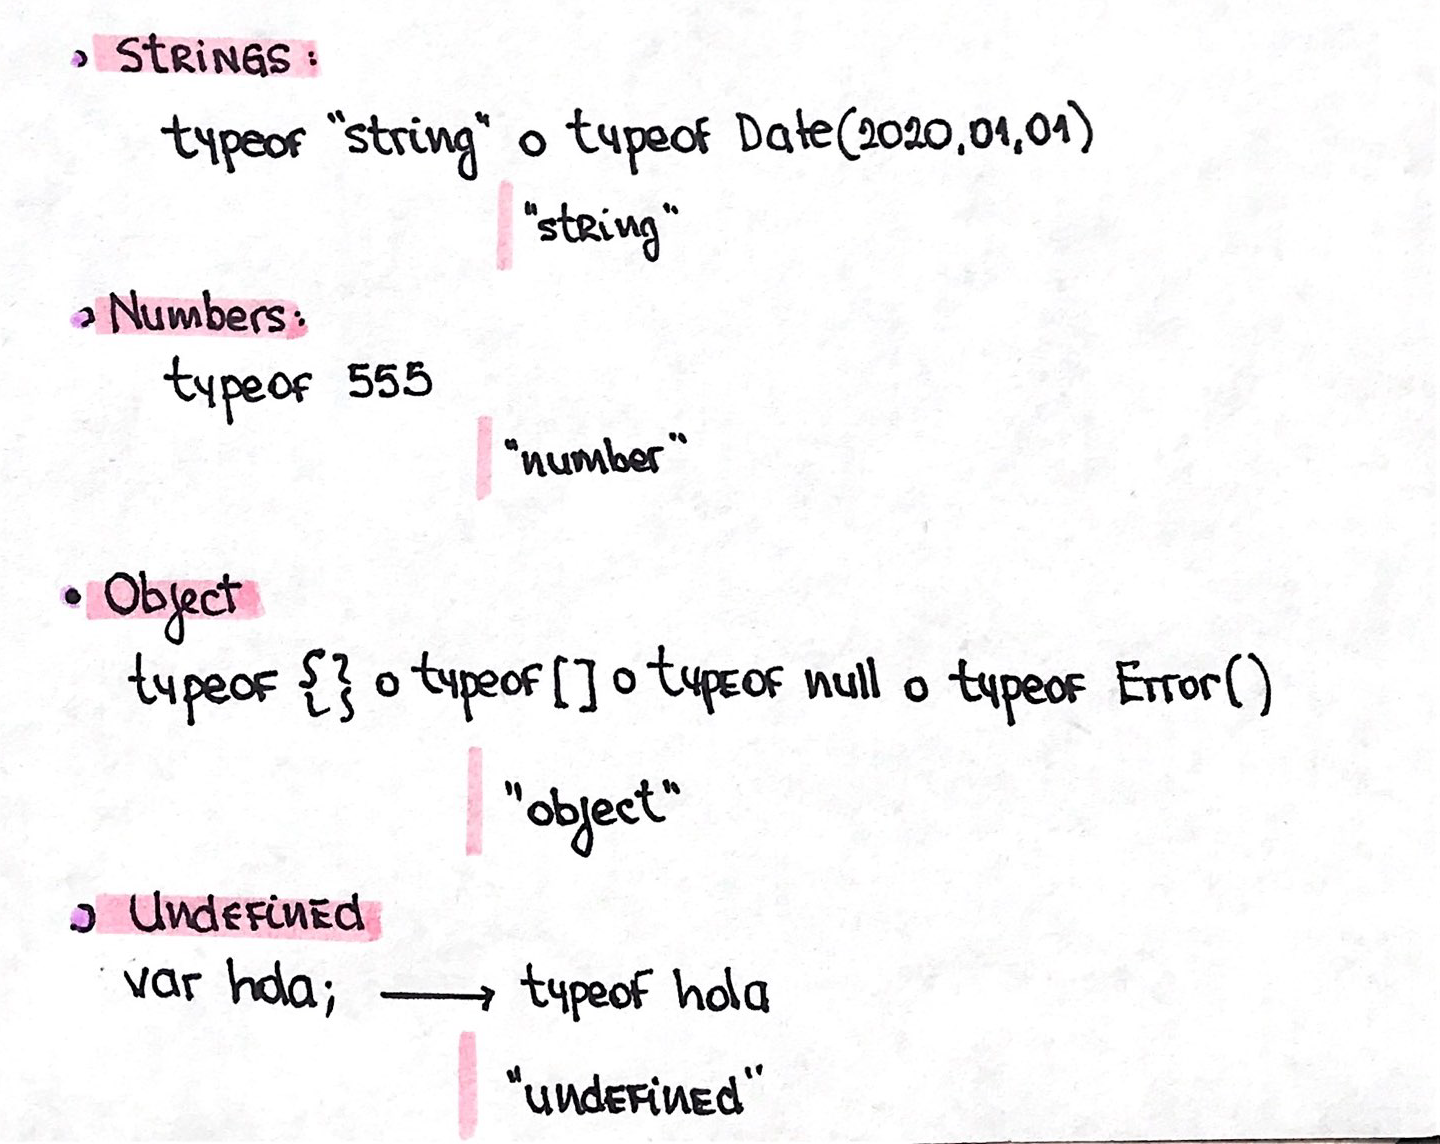 STRINGS:
typeof "string" o typeof Date(2020,01,01)
"string"
Numbers:
typeof 555
"number"
Object
typeof {} o typeof [] o typeof null o typeof Error()
"object"
Undefined
var hola; → typeof hola
"undefined"